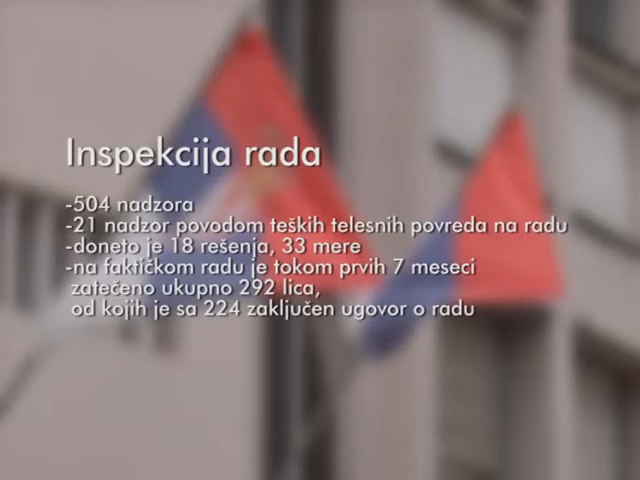 Inspekcija rada
-504 nadzora
-21 nadzor povodom teških telesnih povreda na radu
-doneto je 18 rešenja, 33 mere
-na faktičkom radu je tokom prvih 7 meseci
zatečeno ukupno 292 lica,
od kojih je sa 224 zaključen ugovor o radu